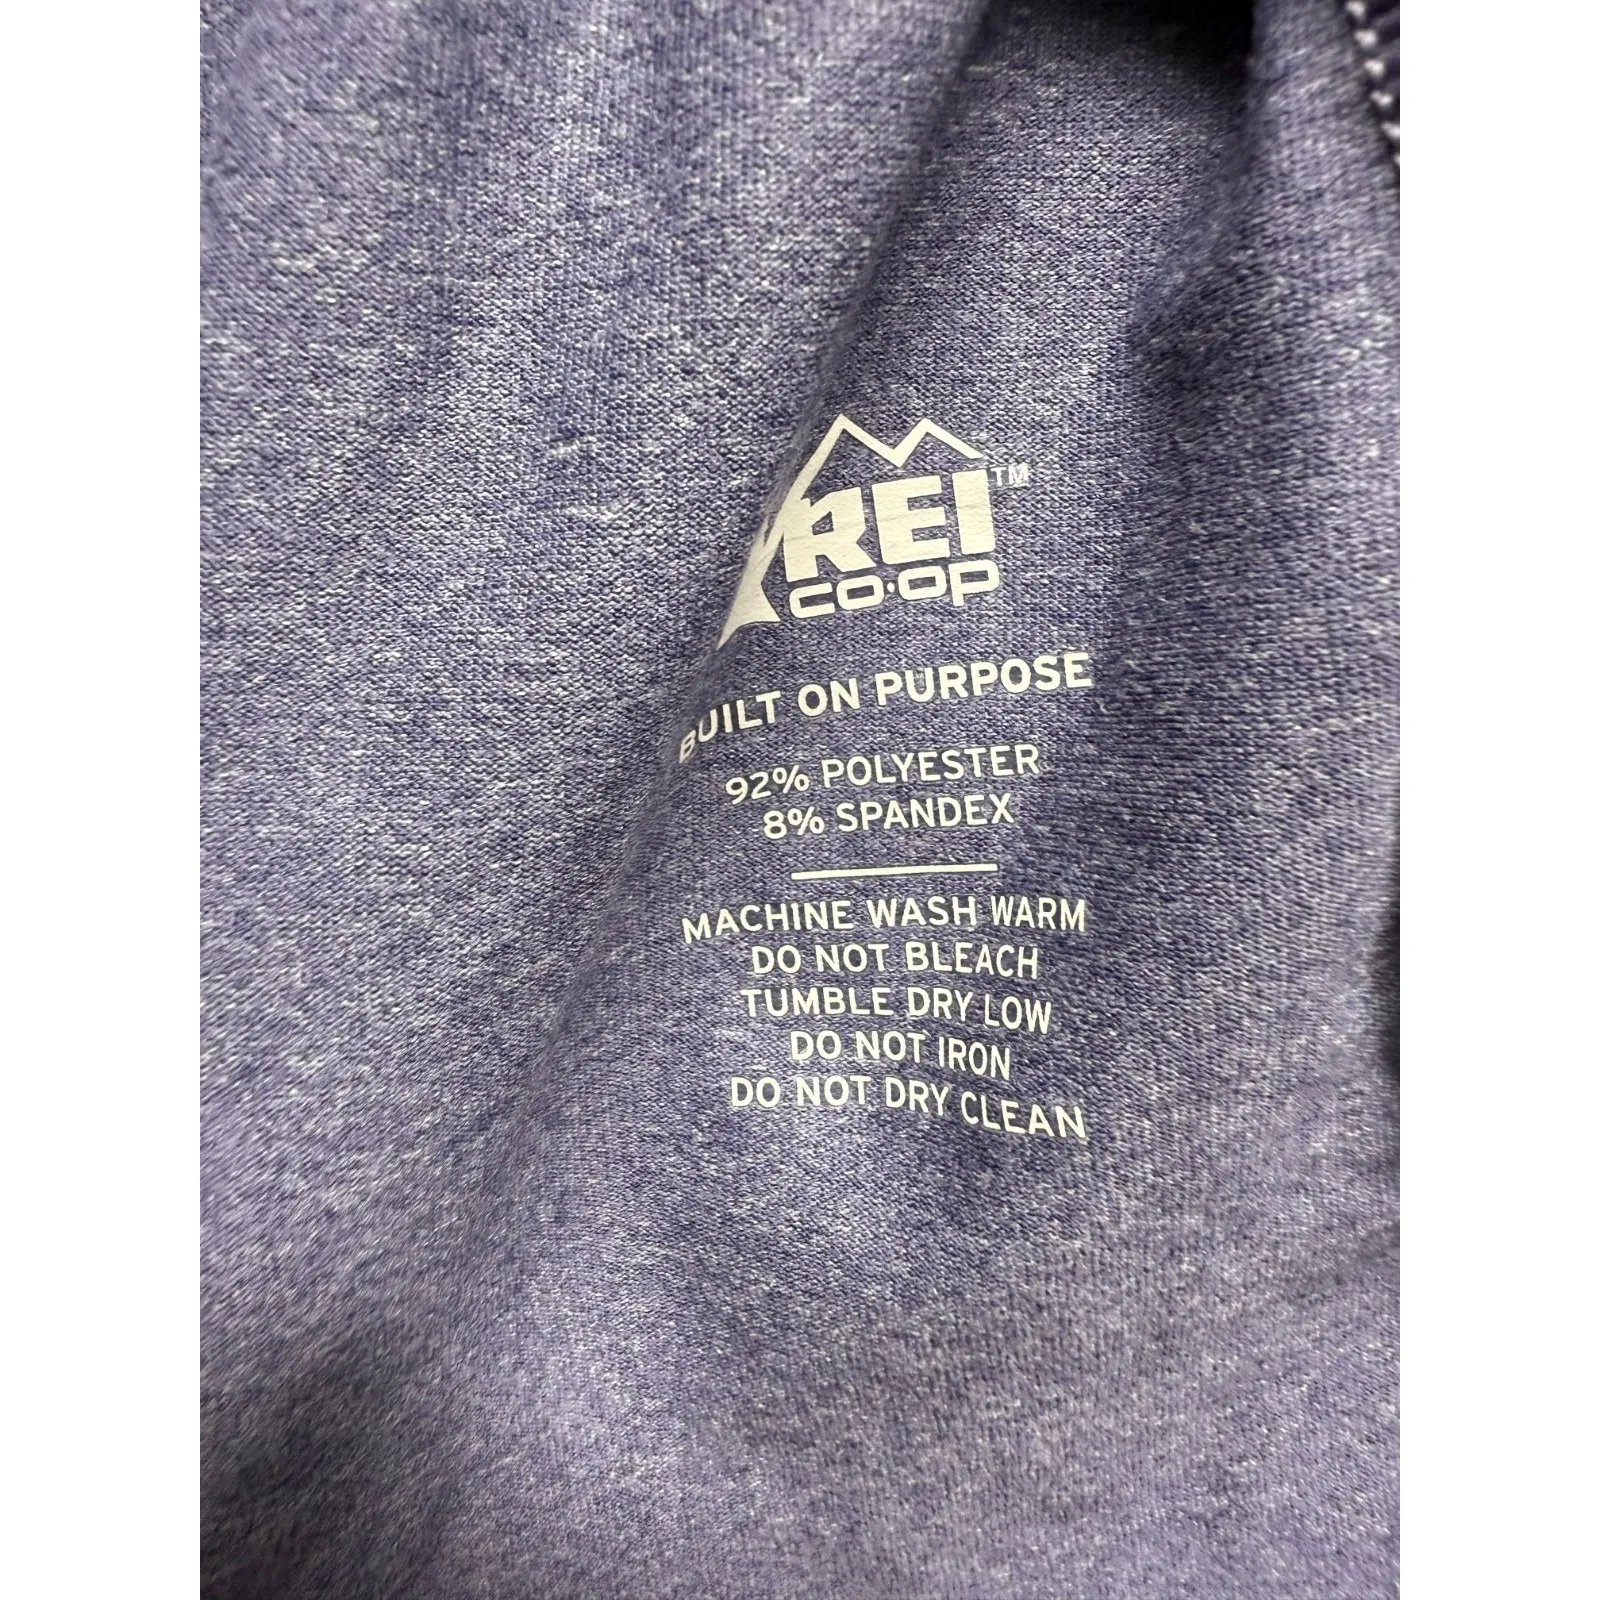 REI™
CO·OP
BUILT ON PURPOSE
92% POLYESTER
8% SPANDEX
MACHINE WASH WARM
DO NOT BLEACH
TUMBLE DRY LOW
DO NOT IRON
DO NOT DRY CLEAN